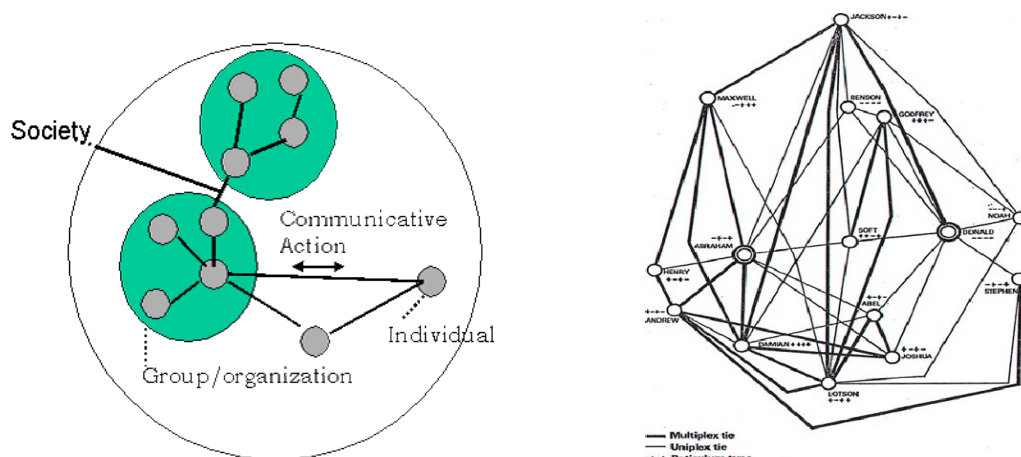 Society
Communicative
Action
Individual
Group/organization
JACKSON +-+-
MAXWELL
-+++
BENSON
----
GODFREY
+++-
NOAH
SOFT
++-+
DONALD
----
-+-+
ABRAHAM
HENRY
+-+-
STEPHEN
ANDREW
ABEL
DAMIAN ++++
+-+-
JOSHUA
LOTSON
+-++
Multiplex tie
Uniplex tie